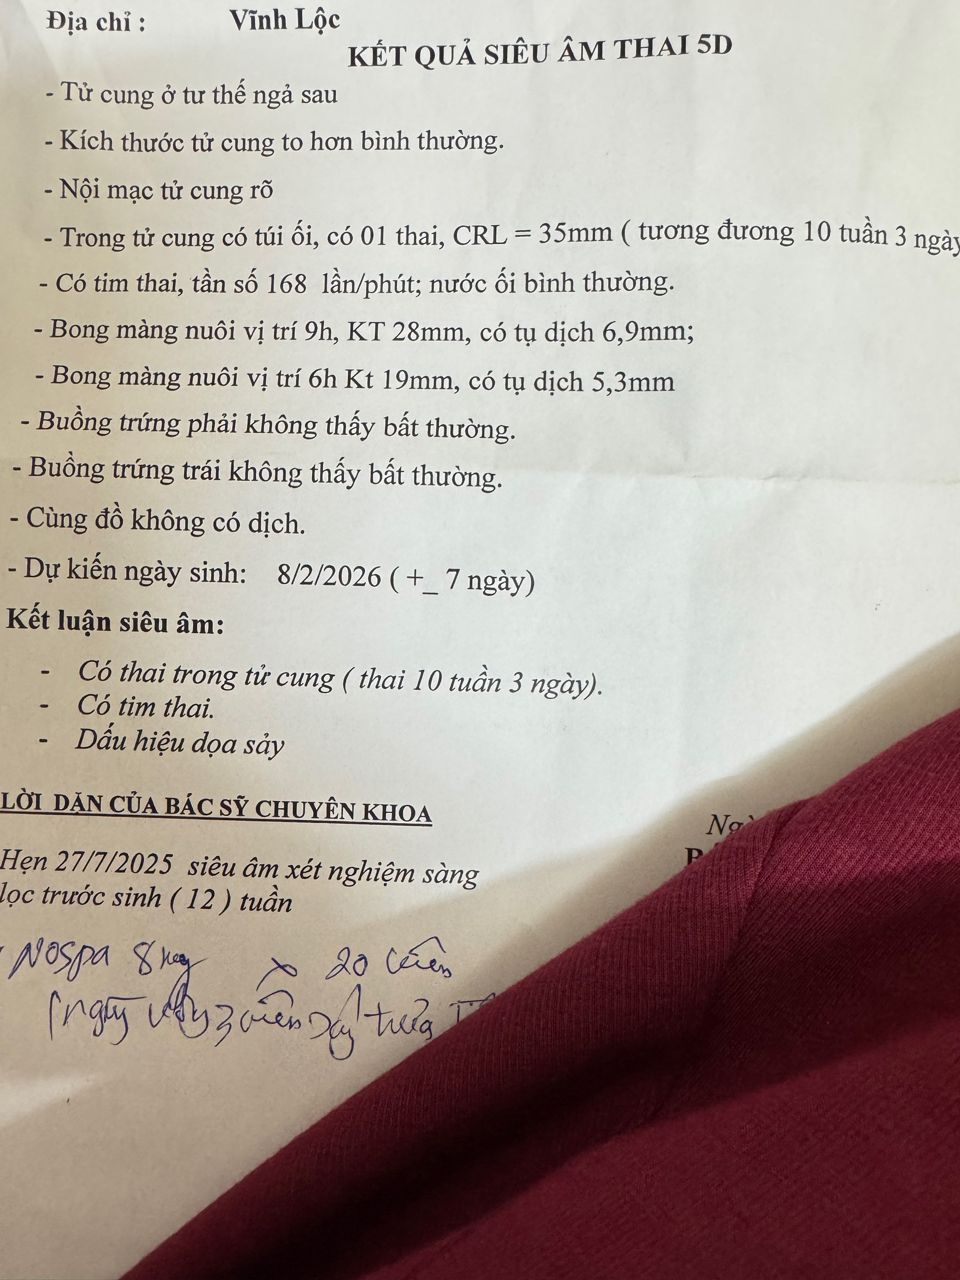 Địa chỉ : Vĩnh Lộc
KẾT QUẢ SIÊU ÂM THAI 5D
- Tử cung ở tư thế ngả sau
- Kích thước tử cung to hơn bình thường.
- Nội mạc tử cung rõ
- Trong tử cung có túi ối, có 01 thai, CRL = 35mm ( tương đương 10 tuần 3 ngày
- Có tim thai, tần số 168 lần/phút; nước ối bình thường.
- Bong màng nuôi vị trí 9h, KT 28mm, có tụ dịch 6,9mm;
- Bong màng nuôi vị trí 6h Kt 19mm, có tụ dịch 5,3mm
- Buồng trứng phải không thấy bất thường.
- Buồng trứng trái không thấy bất thường.
- Cùng đồ không có dịch.
- Dự kiến ngày sinh: 8/2/2026 ( +_ 7 ngày)
Kết luận siêu âm:
- Có thai trong tử cung ( thai 10 tuần 3 ngày).
- Có tim thai.
- Dấu hiệu dọa sảy
LỜI DẶN CỦA BÁC SỸ CHUYÊN KHOA
Hẹn 27/7/2025 siêu âm xét nghiệm sàng
lọc trước sinh ( 12 ) tuần
Nospa x 20 viên
ngày uống 3 viên trưa